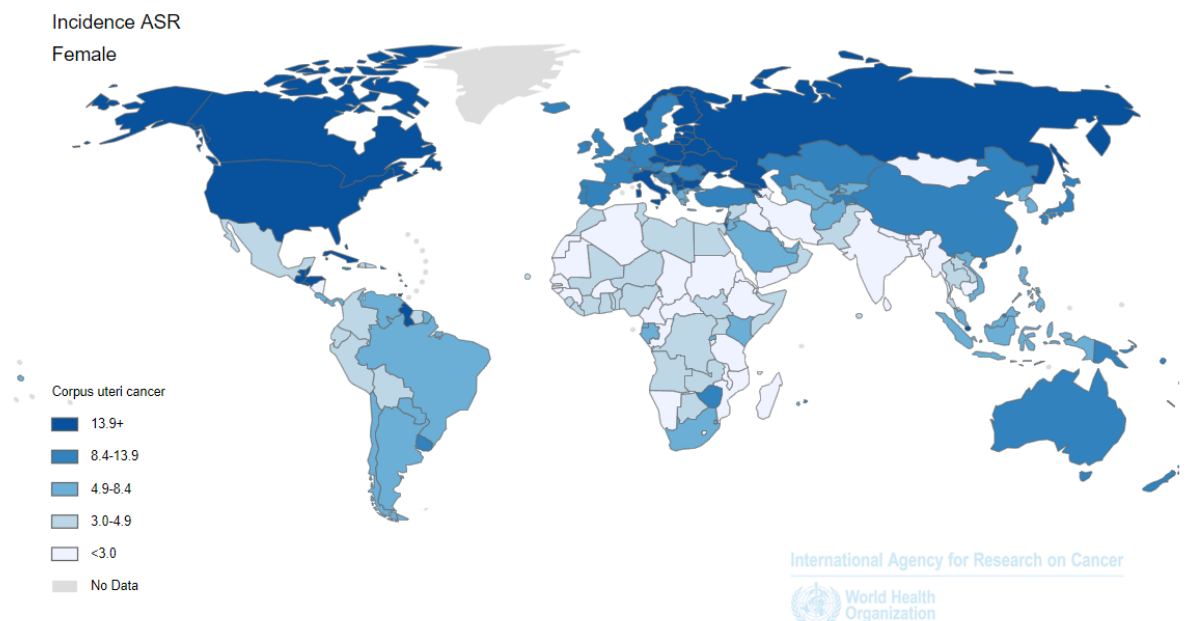 Incidence ASR
Female
Corpus uteri cancer
13.9+
8.4-13.9
4.9-8.4
3.0-4.9
<3.0
No Data
International Agency for Research on Cancer
World Health
Organization